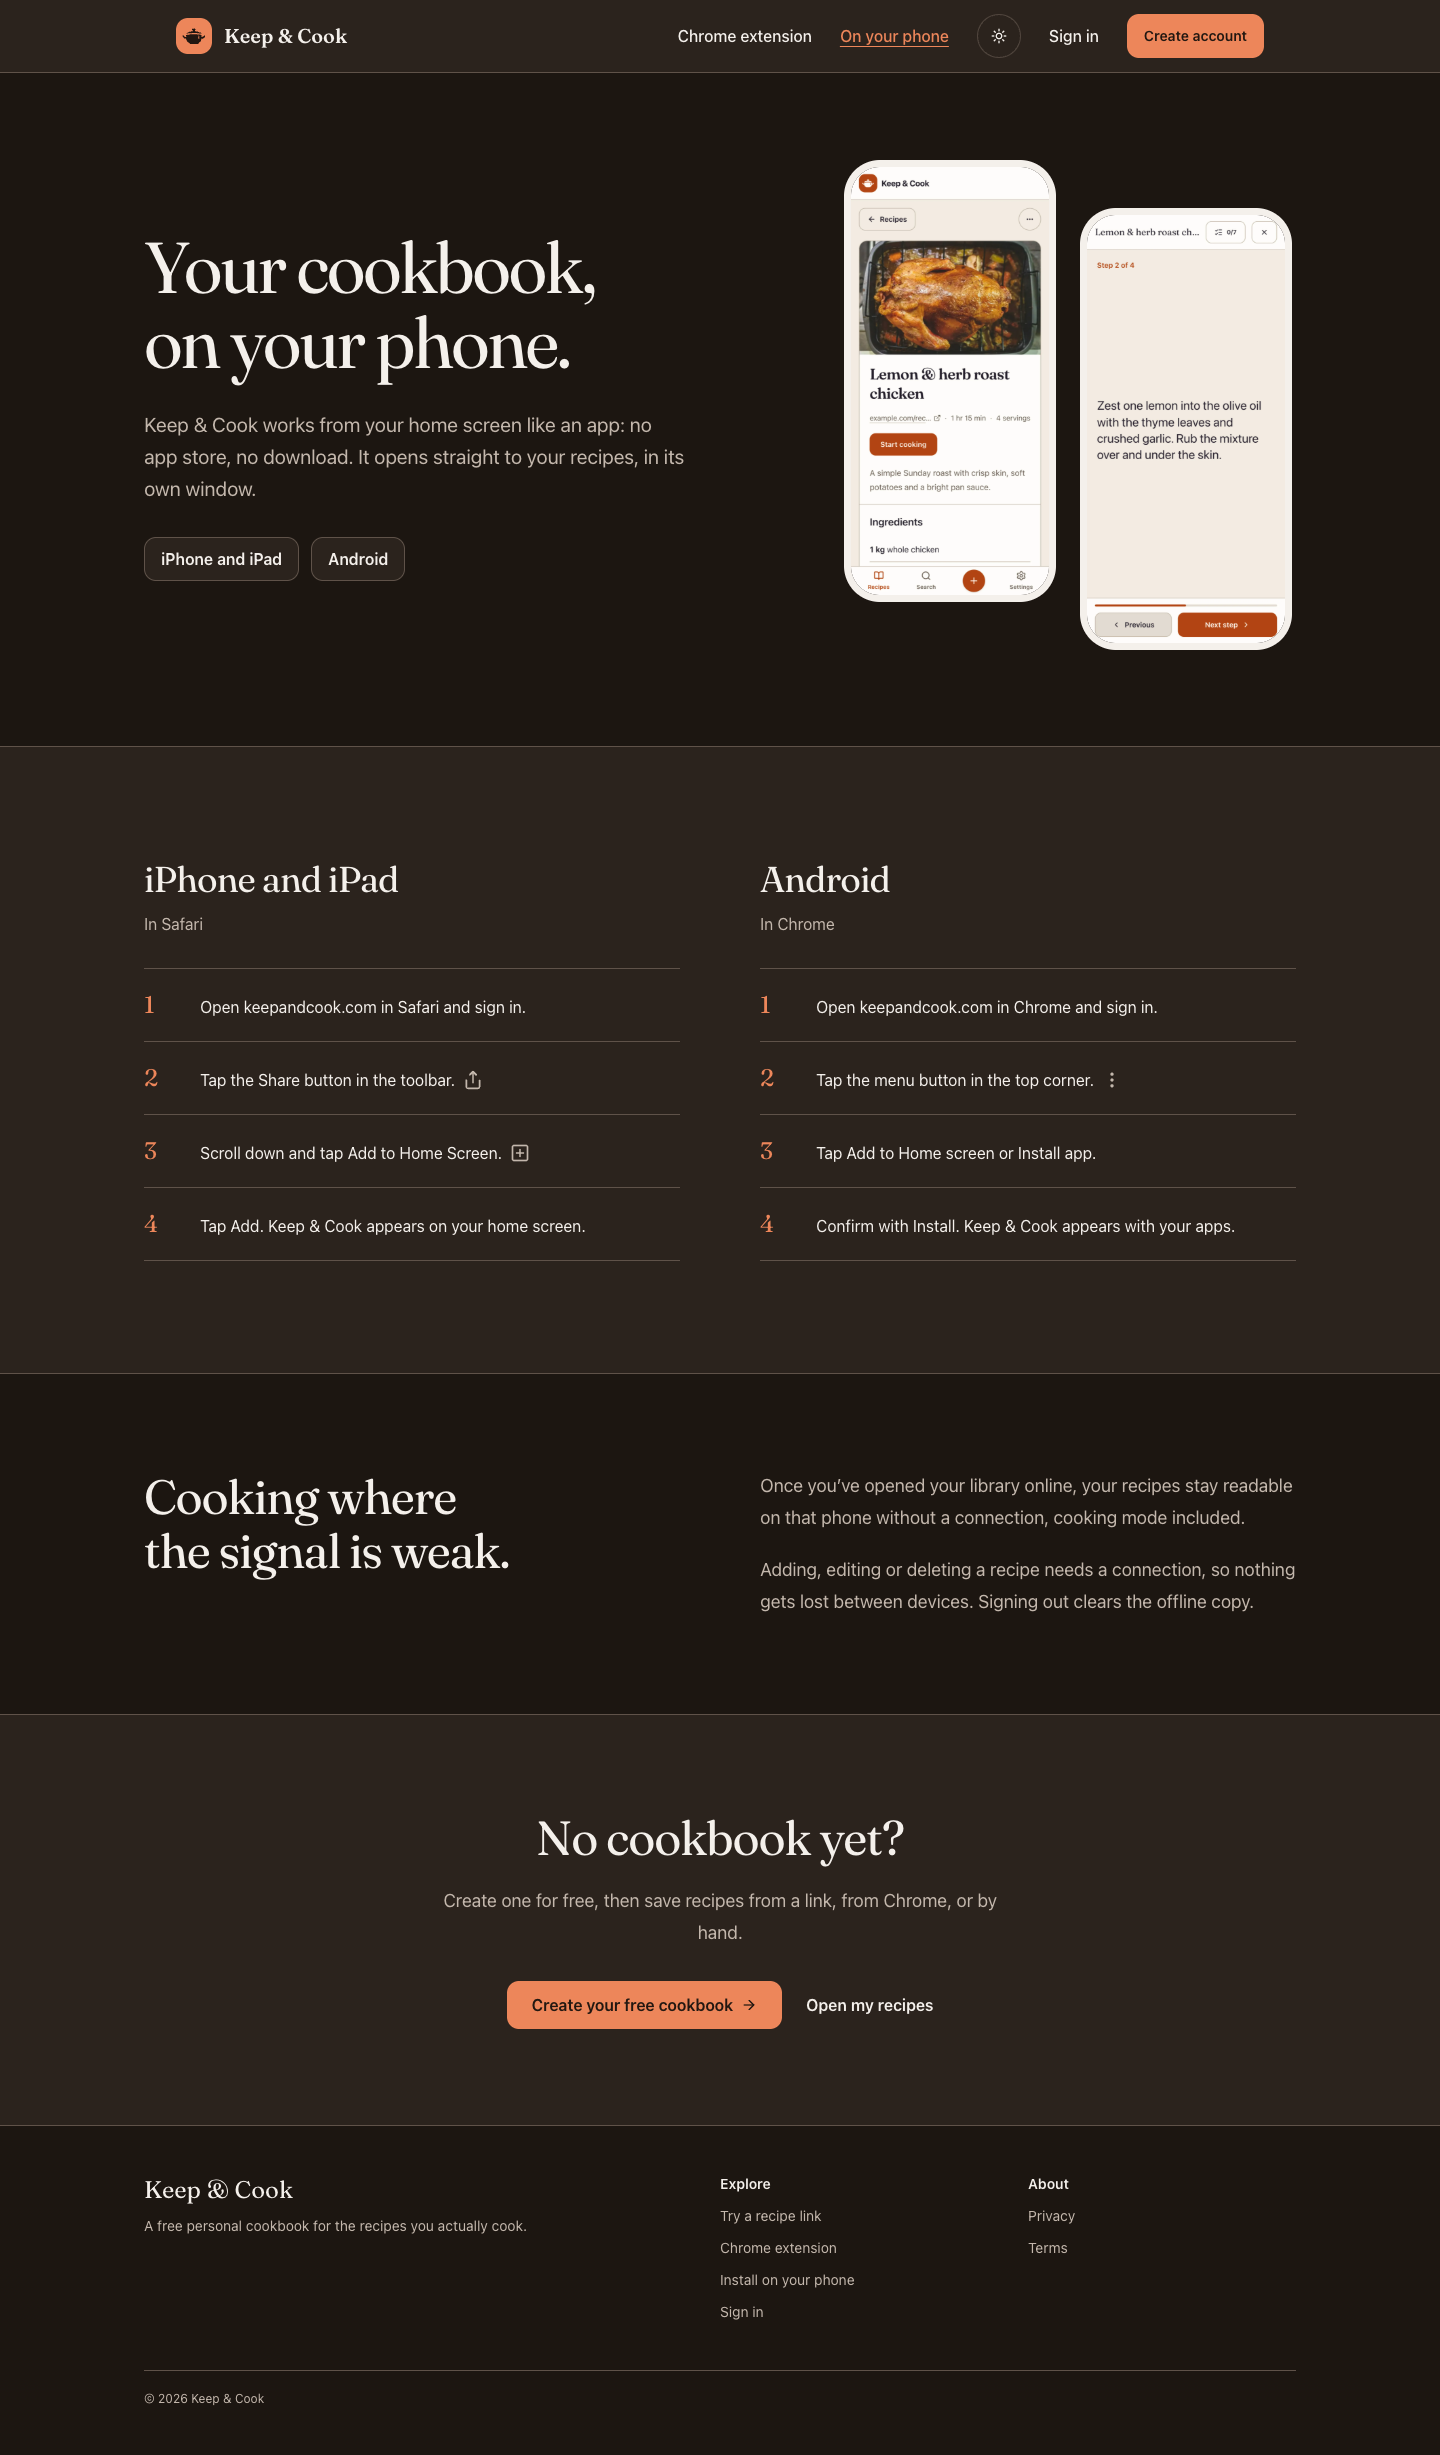 Keep & Cook
Chrome extension
On your phone
Sign in
Create account
Your cookbook,
on your phone.
Keep & Cook works from your home screen like an app: no
app store, no download. It opens straight to your recipes, in its
own window.
iPhone and iPad
Android
Keep & Cook
Recipes
Lemon & herb roast
chicken
example.com/rec... · 1 hr 15 min · 4 servings
Start cooking
A simple Sunday roast with crisp skin, soft
potatoes and a bright pan sauce.
Ingredients
1 kg whole chicken
Recipes
Search
Settings
Lemon & herb roast ch...
0/7
Step 2 of 4
Zest one lemon into the olive oil
with the thyme leaves and
crushed garlic. Rub the mixture
over and under the skin.
Previous
Next step
iPhone and iPad
In Safari
1 Open keepandcook.com in Safari and sign in.
2 Tap the Share button in the toolbar.
3 Scroll down and tap Add to Home Screen.
4 Tap Add. Keep & Cook appears on your home screen.
Android
In Chrome
1 Open keepandcook.com in Chrome and sign in.
2 Tap the menu button in the top corner.
3 Tap Add to Home screen or Install app.
4 Confirm with Install. Keep & Cook appears with your apps.
Cooking where
the signal is weak.
Once you’ve opened your library online, your recipes stay readable
on that phone without a connection, cooking mode included.
Adding, editing or deleting a recipe needs a connection, so nothing
gets lost between devices. Signing out clears the offline copy.
No cookbook yet?
Create one for free, then save recipes from a link, from Chrome, or by
hand.
Create your free cookbook
Open my recipes
Keep & Cook
A free personal cookbook for the recipes you actually cook.
Explore
Try a recipe link
Chrome extension
Install on your phone
Sign in
About
Privacy
Terms
© 2026 Keep & Cook